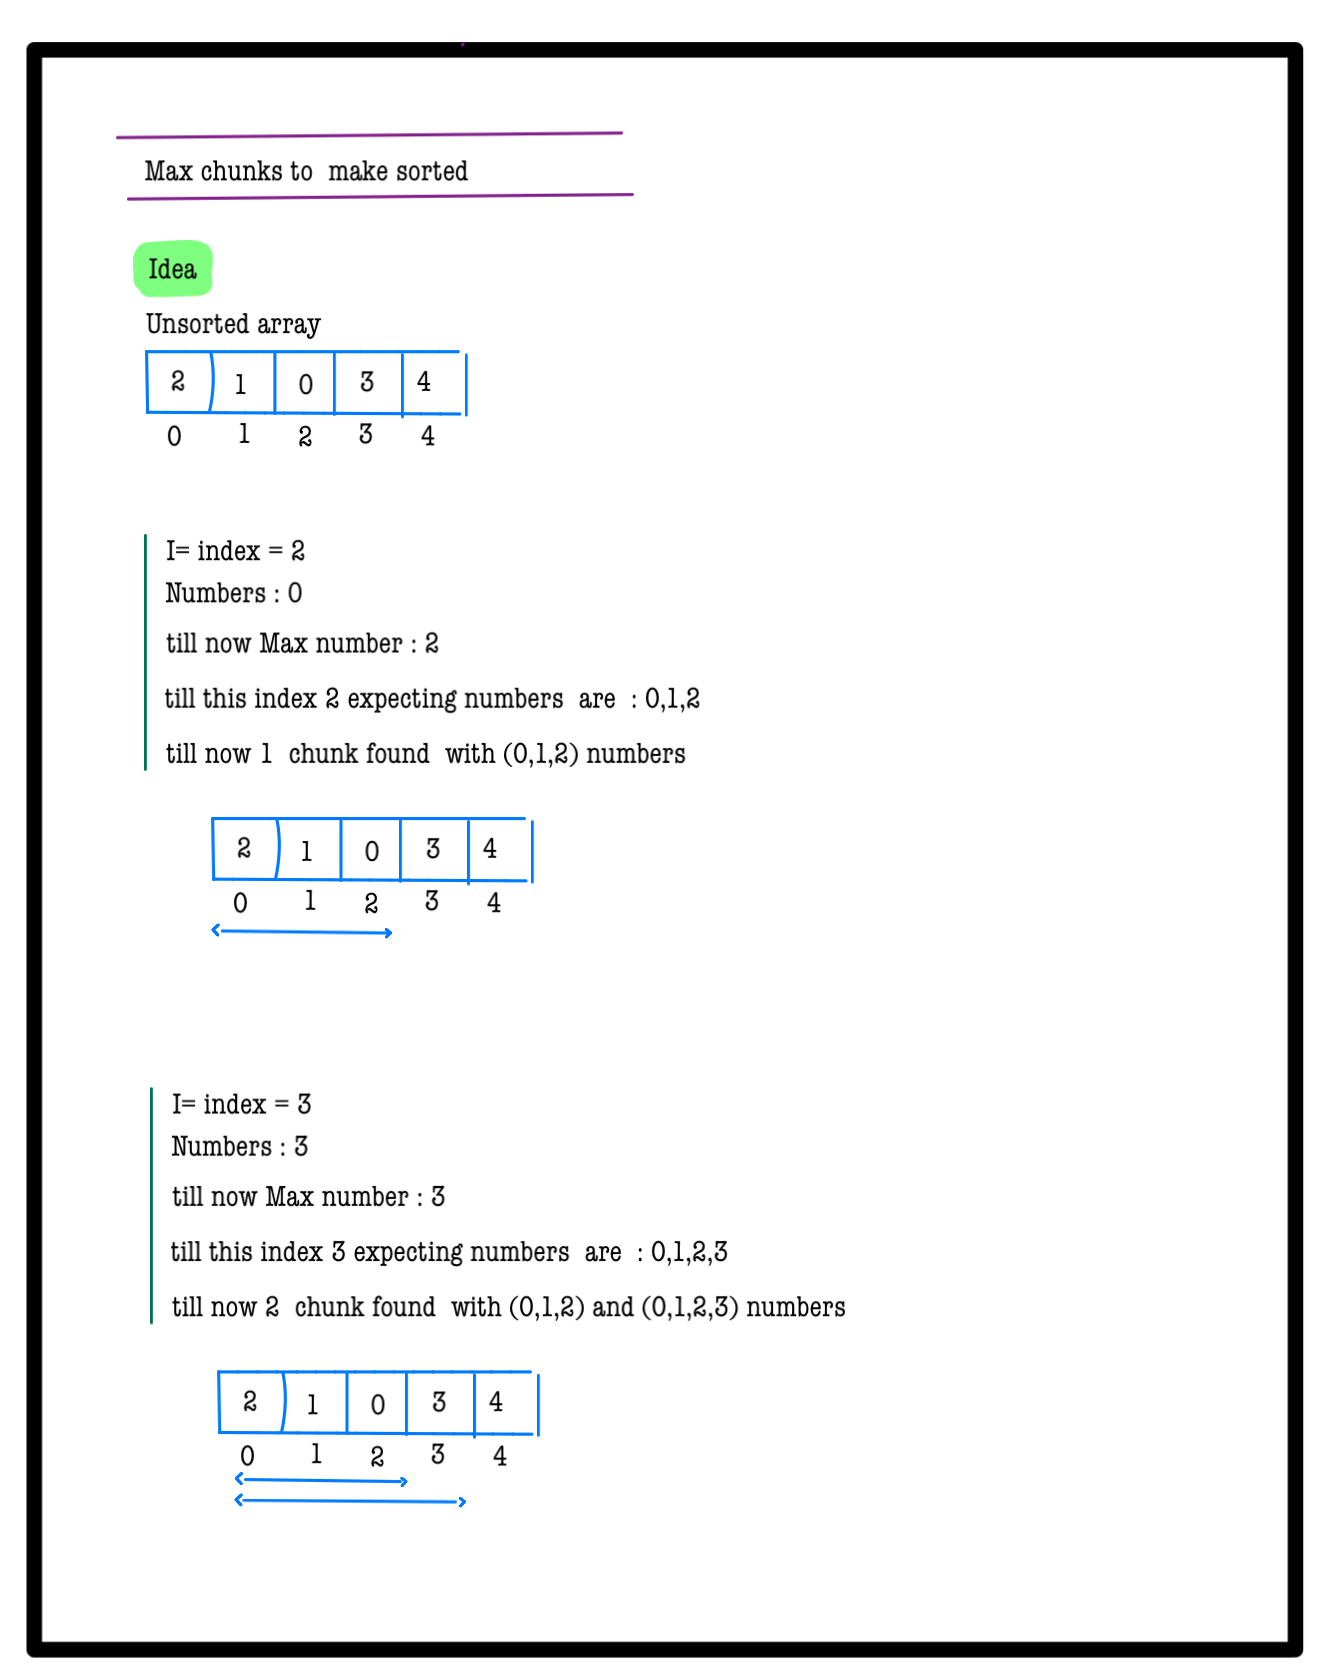 Max chunks to make sorted
Idea
Unsorted array
2 1 0 3 4
0 1 2 3 4
I= index = 2
Numbers : 0
till now Max number : 2
till this index 2 expecting numbers are : 0,1,2
till now 1 chunk found with (0,1,2) numbers
2 1 0 3 4
0 1 2 3 4
I= index = 3
Numbers : 3
till now Max number : 3
till this index 3 expecting numbers are : 0,1,2,3
till now 2 chunk found with (0,1,2) and (0,1,2,3) numbers
2 1 0 3 4
0 1 2 3 4